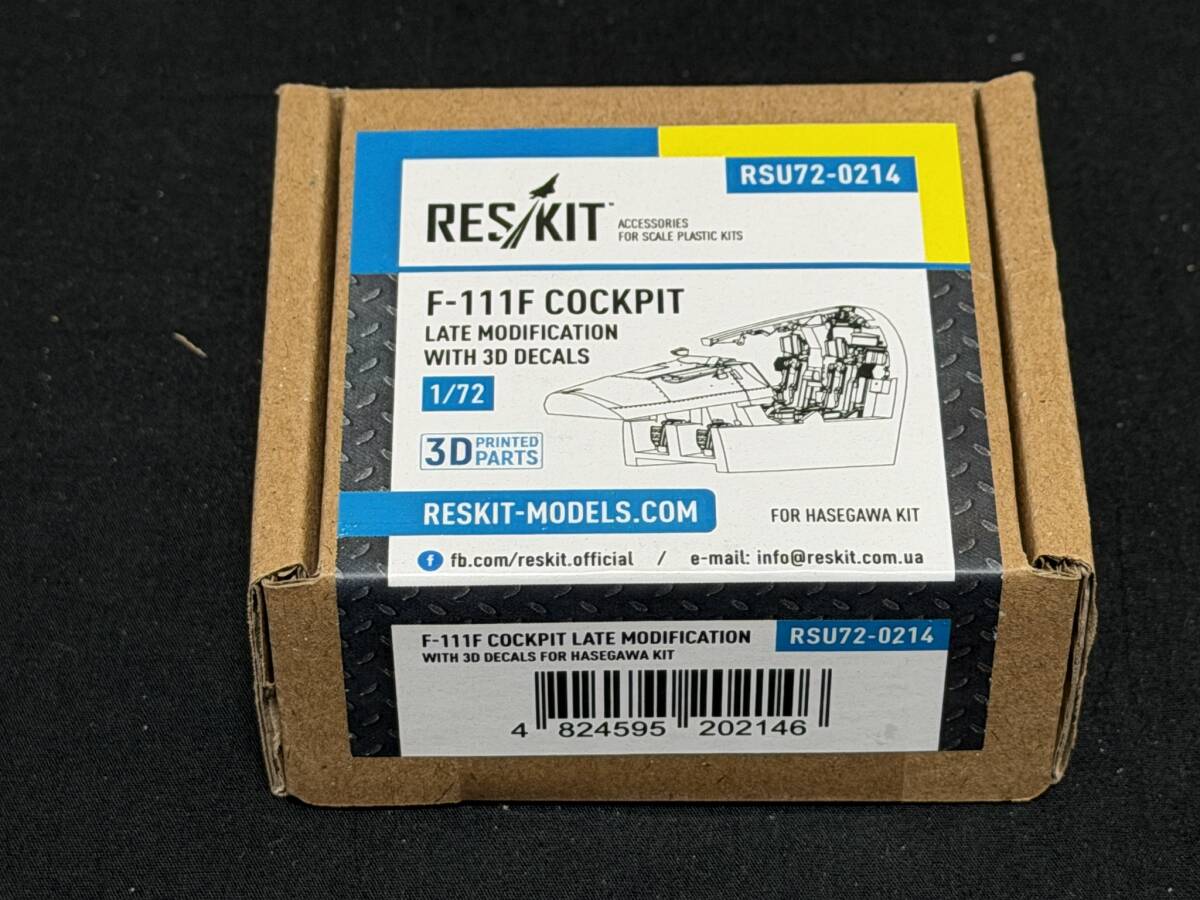 RSU72-0214
RESKIT™
ACCESSORIES
FOR SCALE PLASTIC KITS
F-111F COCKPIT
LATE MODIFICATION
WITH 3D DECALS
1/72
3D PRINTED PARTS
RESKIT-MODELS.COM
FOR HASEGAWA KIT
f fb.com/reskit.official / e-mail: info@reskit.com.ua
F-111F COCKPIT LATE MODIFICATION
WITH 3D DECALS FOR HASEGAWA KIT
RSU72-0214
4 824595 202146